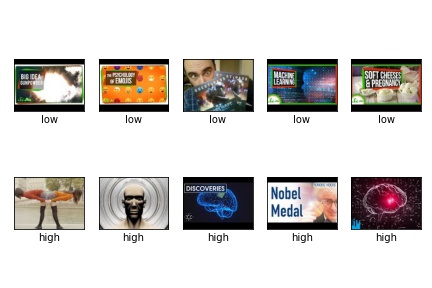 BIG IDEA
GUNPOWDER
THE PSYCHOLOGY
OF EMOJIS
MACHINE
LEARNING
SOFT CHEESES
& PREGNANCY
low
low
low
low
low
DISCOVERIES
Nobel
Medal
high
high
high
high
high